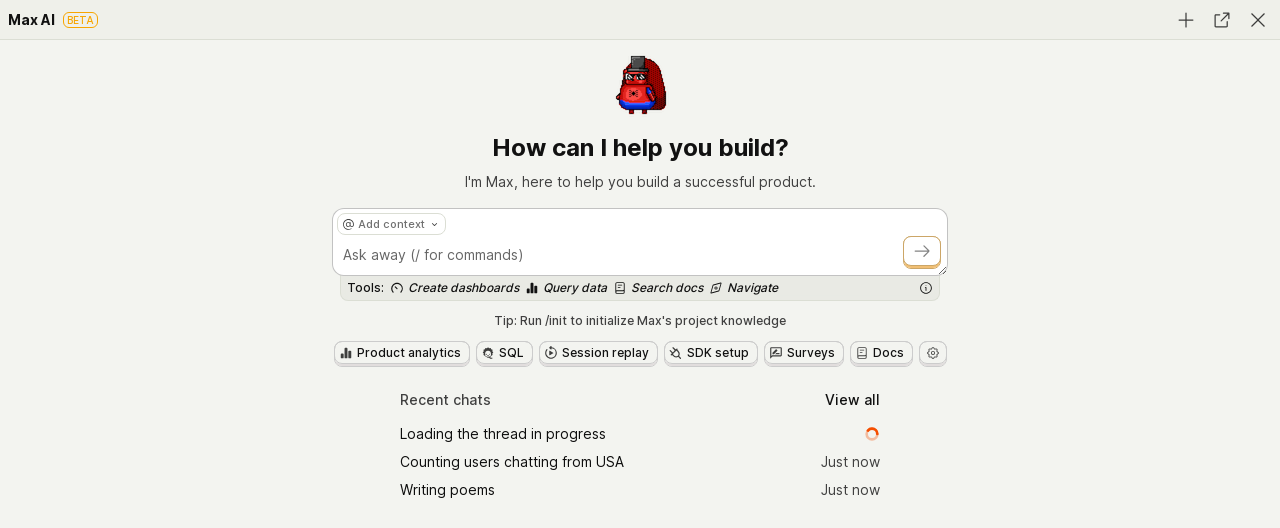 Max AI BETA
How can I help you build?
I'm Max, here to help you build a successful product.
@ Add context
Ask away (/ for commands)
Tools: Create dashboards Query data Search docs Navigate
Tip: Run /init to initialize Max's project knowledge
Product analytics SQL Session replay SDK setup Surveys Docs
Recent chats View all
Loading the thread in progress
Counting users chatting from USA Just now
Writing poems Just now